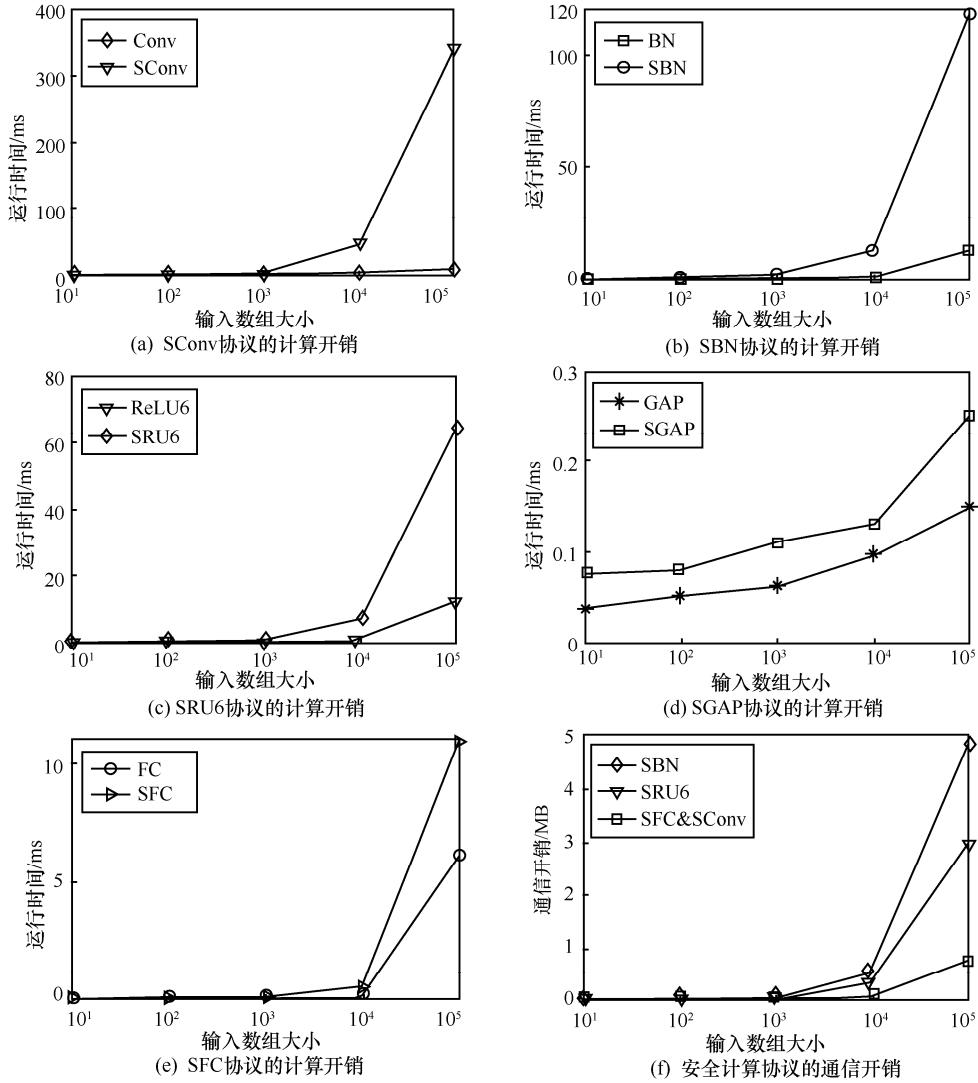 400
300
200
100
0
运行时间/ms
Conv
SConv
10¹ 10² 10³ 10⁴ 10⁵
输入数组大小
(a) SConv协议的计算开销
120
100
50
0
运行时间/ms
BN
SBN
10¹ 10² 10³ 10⁴ 10⁵
输入数组大小
(b) SBN协议的计算开销
80
60
40
20
0
运行时间/ms
ReLU6
SRU6
10¹ 10² 10³ 10⁴ 10⁵
输入数组大小
(c) SRU6协议的计算开销
0.3
0.2
0.1
0
运行时间/ms
GAP
SGAP
10¹ 10² 10³ 10⁴ 10⁵
输入数组大小
(d) SGAP协议的计算开销
10
5
0
运行时间/ms
FC
SFC
10¹ 10² 10³ 10⁴ 10⁵
输入数组大小
(e) SFC协议的计算开销
5
4
3
2
1
0
通信开销/MB
SBN
SRU6
SFC&SConv
10¹ 10² 10³ 10⁴ 10⁵
输入数组大小
(f) 安全计算协议的通信开销